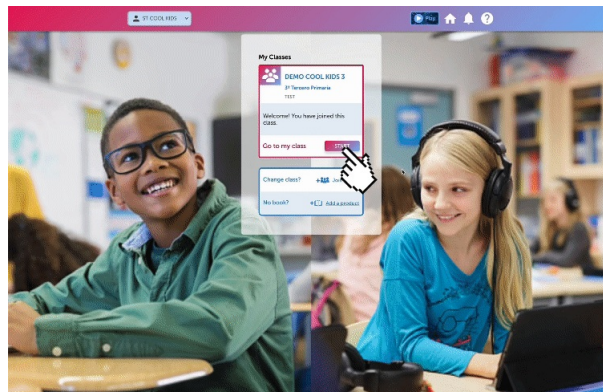 ST COOL KIDS
Play
My Classes
DEMO COOL KIDS 3
3º Tercero Primaria
TEST
Welcome! You have joined this
class.
Go to my class
START
Change class?
No book?
Add a product